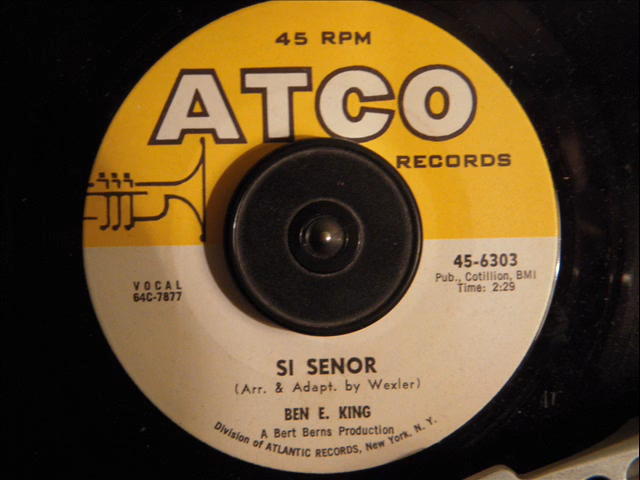 45 RPM
ATCO
RECORDS
45-6303
Pub., Cotillion, BMI
Time: 2:29
VOCAL
64C-7877
SI SENOR
(Arr. & Adapt. by Wexler)
BEN E. KING
A Bert Berns Production
Division of ATLANTIC RECORDS, New York, N. Y.